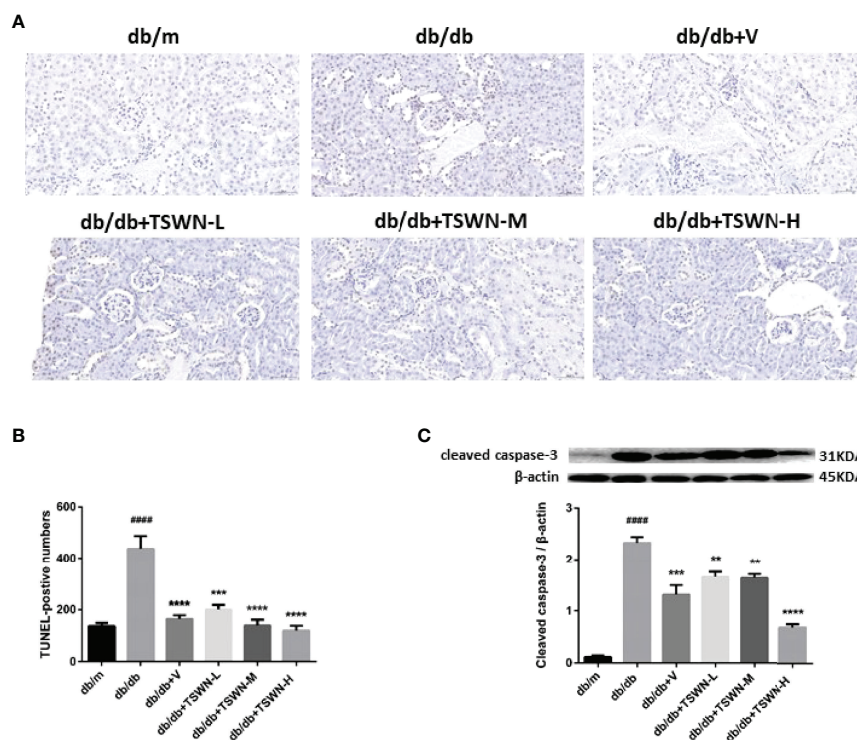 A
db/m db/db db/db+V
db/db+TSWN-L db/db+TSWN-M db/db+TSWN-H
B
TUNEL-postive numbers
600
400
200
0
####
****
***
****
****
db/m
db/db
db/db+V
db/db+TSWN-L
db/db+TSWN-M
db/db+TSWN-H
C
cleaved caspase-3 31KDA
β-actin 45KDA
Cleaved caspase-3 / β-actin
3
2
1
0
####
***
**
**
****
db/m
db/db
db/db+V
db/db+TSWN-L
db/db+TSWN-M
db/db+TSWN-H